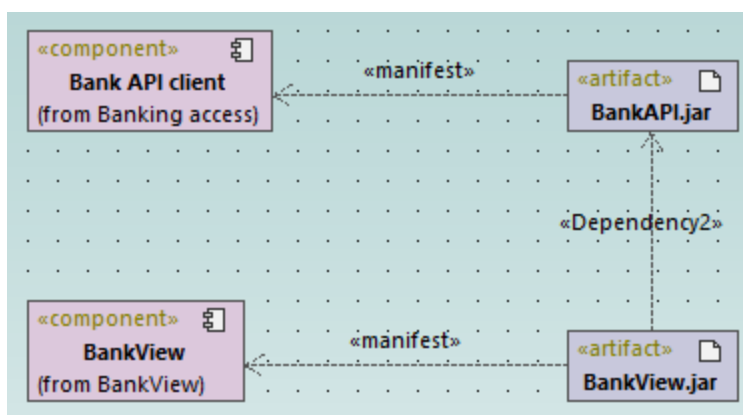 «component»
Bank API client
(from Banking access)
«manifest»
«artifact»
BankAPI.jar
«Dependency2»
«component»
BankView
(from BankView)
«manifest»
«artifact»
BankView.jar